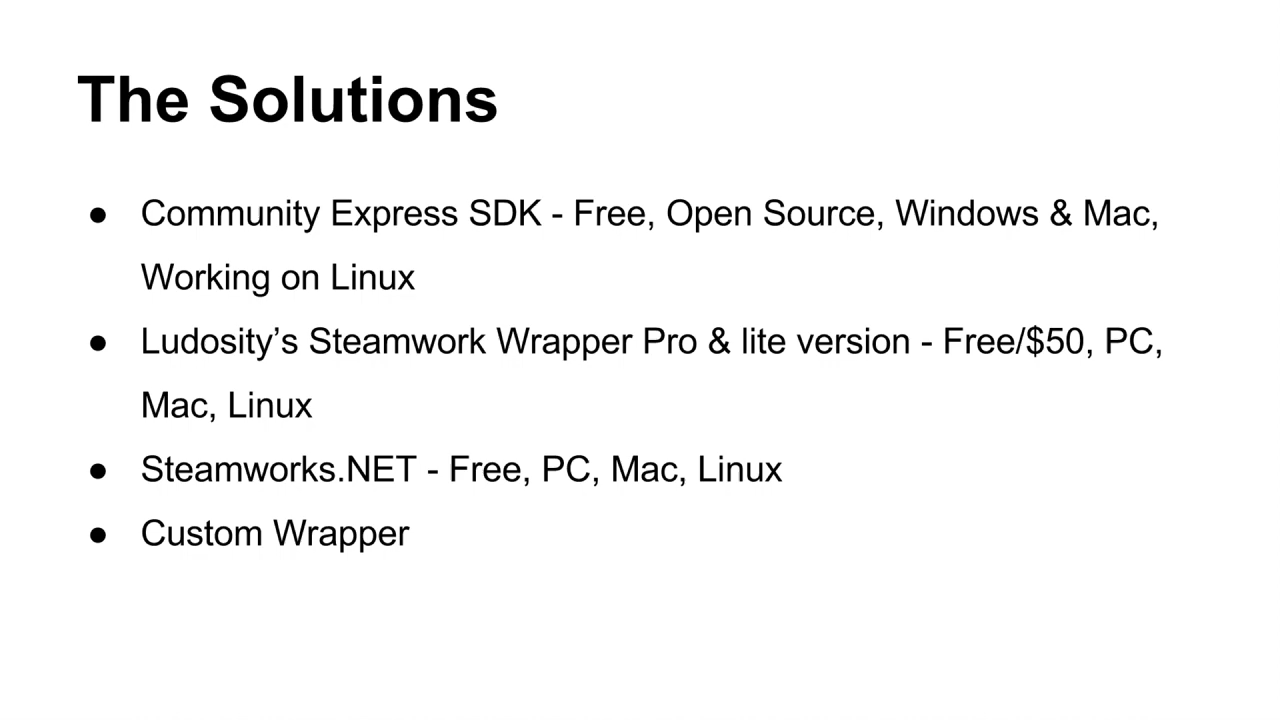 The Solutions
● Community Express SDK - Free, Open Source, Windows & Mac,
Working on Linux
● Ludosity’s Steamwork Wrapper Pro & lite version - Free/$50, PC,
Mac, Linux
● Steamworks.NET - Free, PC, Mac, Linux
● Custom Wrapper